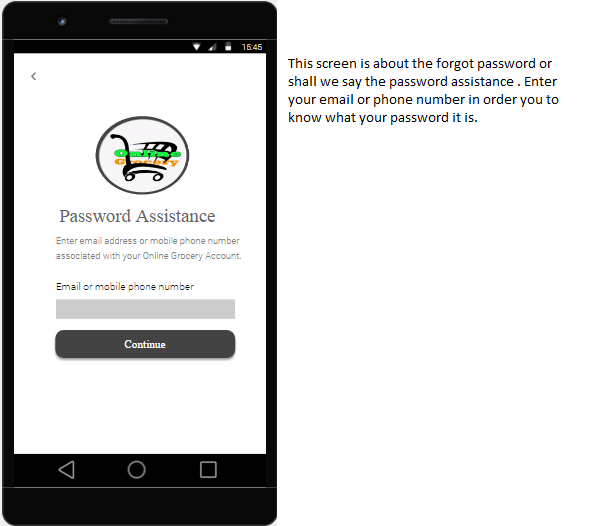 15:45
This screen is about the forgot password or
shall we say the password assistance . Enter
your email or phone number in order you to
know what your password it is.
Online
Grocery
Password Assistance
Enter email address or mobile phone number
associated with your Online Grocery Account.
Email or mobile phone number
Continue